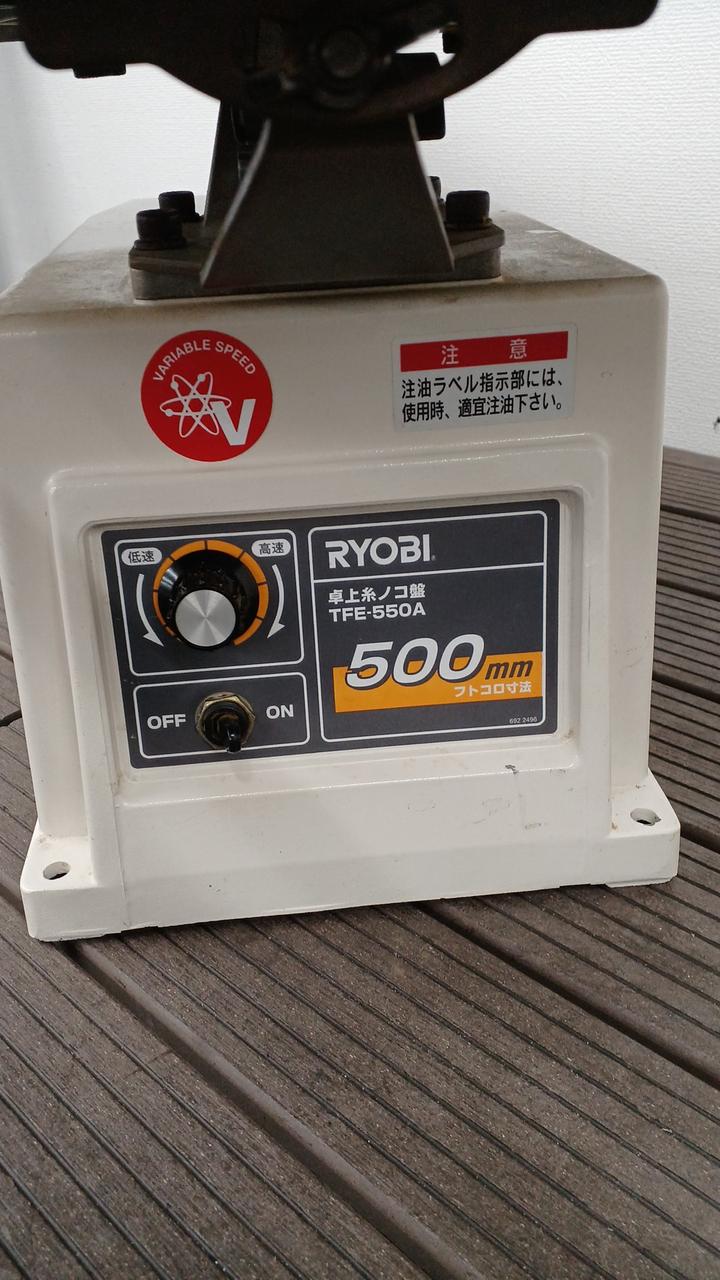 VARIABLE SPEED
V
注 意
注油ラベル指示部には、
使用時、適宜注油下さい。
低速
高速
OFF
ON
RYOBI
卓上糸ノコ盤
TFE-550A
500mm
フトコロ寸法
692 2496